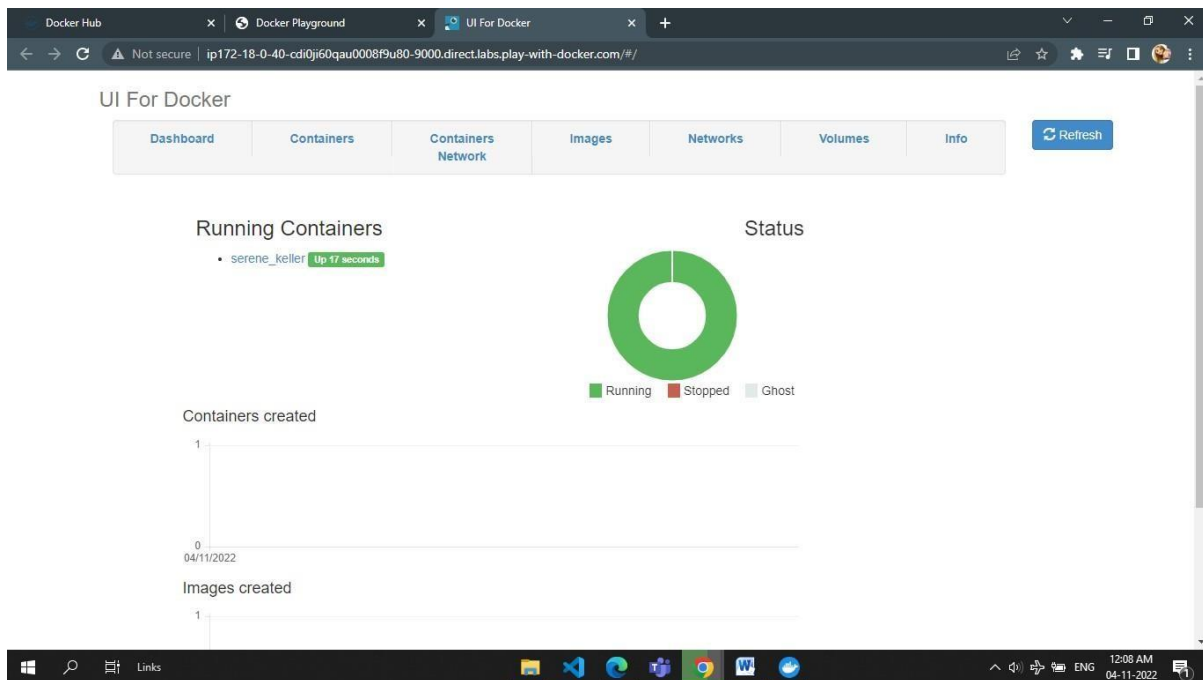 Docker Hub
Docker Playground
UI For Docker
Not secure
ip172-18-0-40-cdi0ji60qau0008f9u80-9000.direct.labs.play-with-docker.com/#/
UI For Docker
Dashboard
Containers
Containers
Network
Images
Networks
Volumes
Info
Refresh
Running Containers
serene_keller Up 17 seconds
Status
Running
Stopped
Ghost
Containers created
1
0
04/11/2022
Images created
1
Links
ENG
12:08 AM
04-11-2022